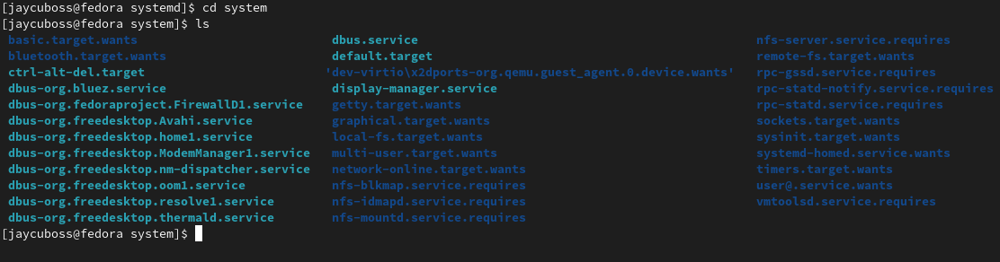 [jaycuboss@fedora systemd]$ cd system
[jaycuboss@fedora system]$ ls
basic.target.wants dbus.service nfs-server.service.requires
bluetooth.target.wants default.target remote-fs.target.wants
ctrl-alt-del.target 'dev-virtio\x2dports-org.qemu.guest_agent.0.device.wants' rpc-gssd.service.requires
dbus-org.bluez.service display-manager.service rpc-statd-notify.service.requires
dbus-org.fedoraproject.FirewallD1.service getty.target.wants rpc-statd.service.requires
dbus-org.freedesktop.Avahi.service graphical.target.wants sockets.target.wants
dbus-org.freedesktop.home1.service local-fs.target.wants sysinit.target.wants
dbus-org.freedesktop.ModemManager1.service multi-user.target.wants systemd-homed.service.wants
dbus-org.freedesktop.nm-dispatcher.service network-online.target.wants timers.target.wants
dbus-org.freedesktop.oom1.service nfs-blkmap.service.requires user@.service.wants
dbus-org.freedesktop.resolve1.service nfs-idmapd.service.requires vmtoolsd.service.requires
dbus-org.freedesktop.thermald.service nfs-mountd.service.requires
[jaycuboss@fedora system]$